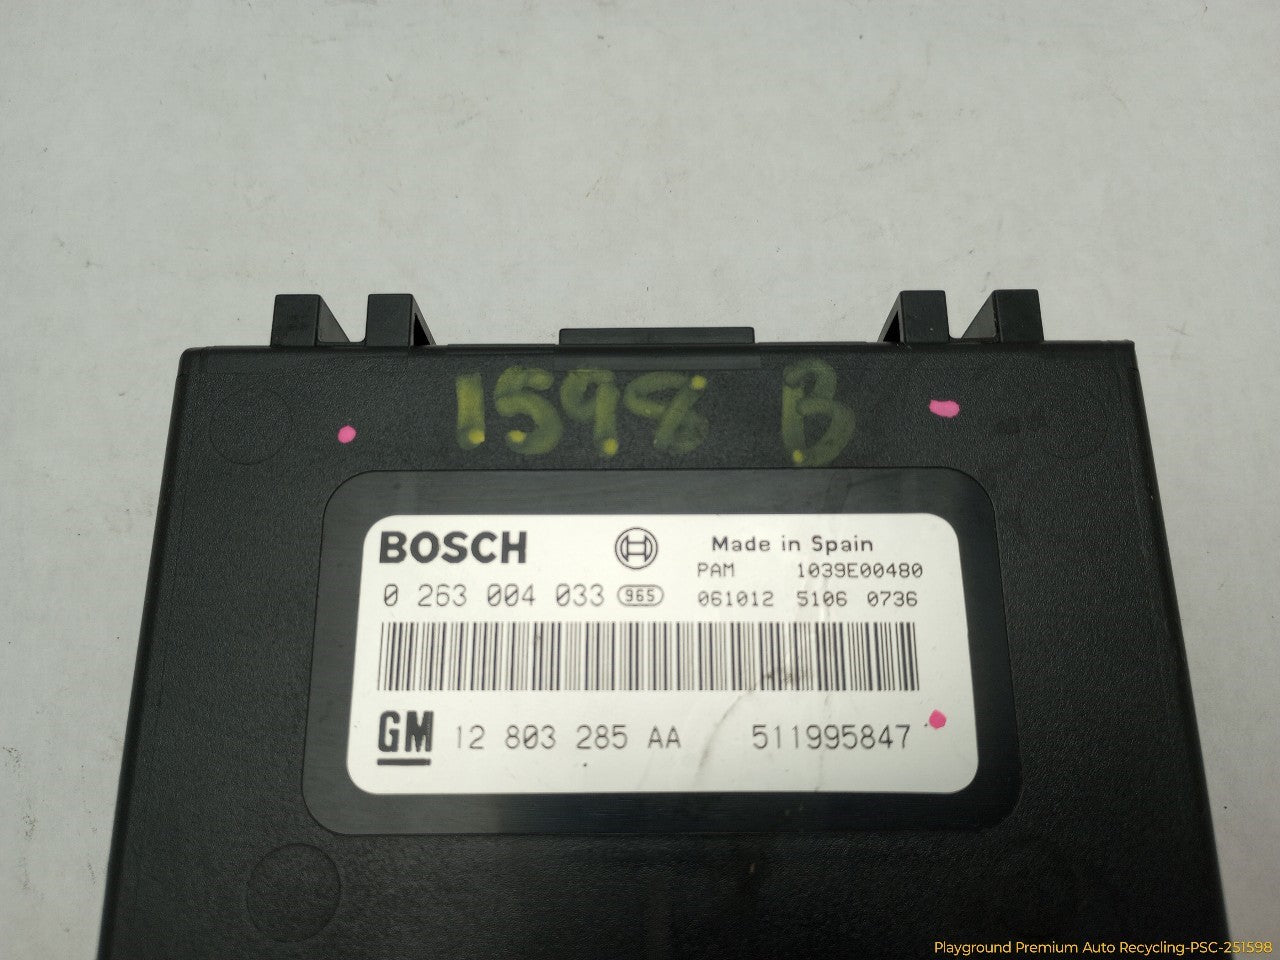 1598 B
BOSCH Made in Spain
PAM 1039E00480
0 263 004 033 965 061012 5106 0736
GM 12 803 285 AA 511995847
Playground Premium Auto Recycling-PSC-251598